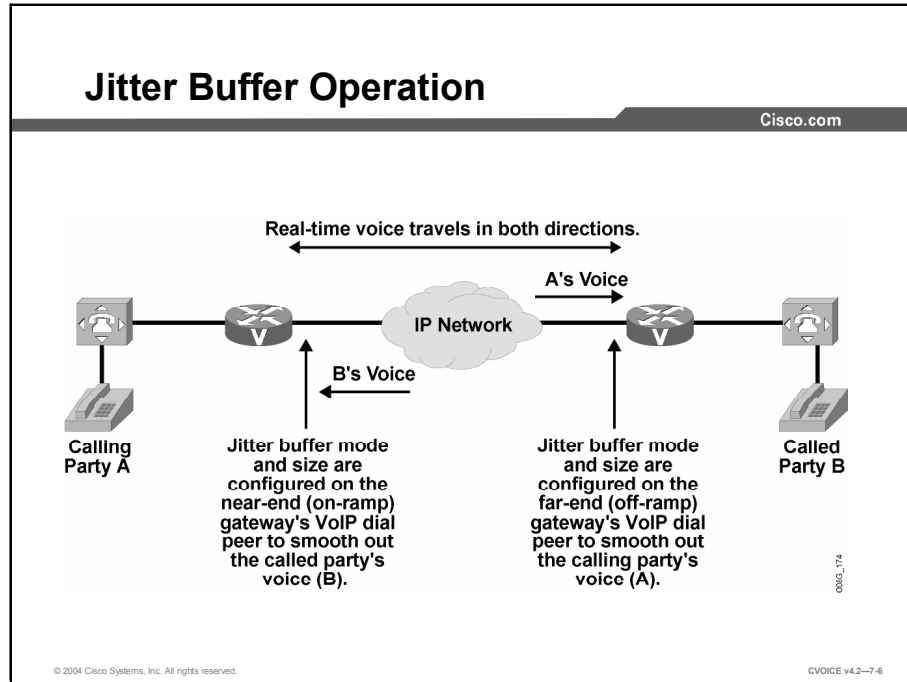 Jitter Buffer Operation
Cisco.com
Real-time voice travels in both directions.
A's Voice
IP Network
V
V
B's Voice
Calling
Party A
Jitter buffer mode
and size are
configured on the
near-end (on-ramp)
gateway's VoIP dial
peer to smooth out
the called party's
voice (B).
Jitter buffer mode
and size are
configured on the
far-end (off-ramp)
gateway's VoIP dial
peer to smooth out
the calling party's
voice (A).
Called
Party B
© 2004 Cisco Systems, Inc. All rights reserved.
CVOICE v4.2—7-6